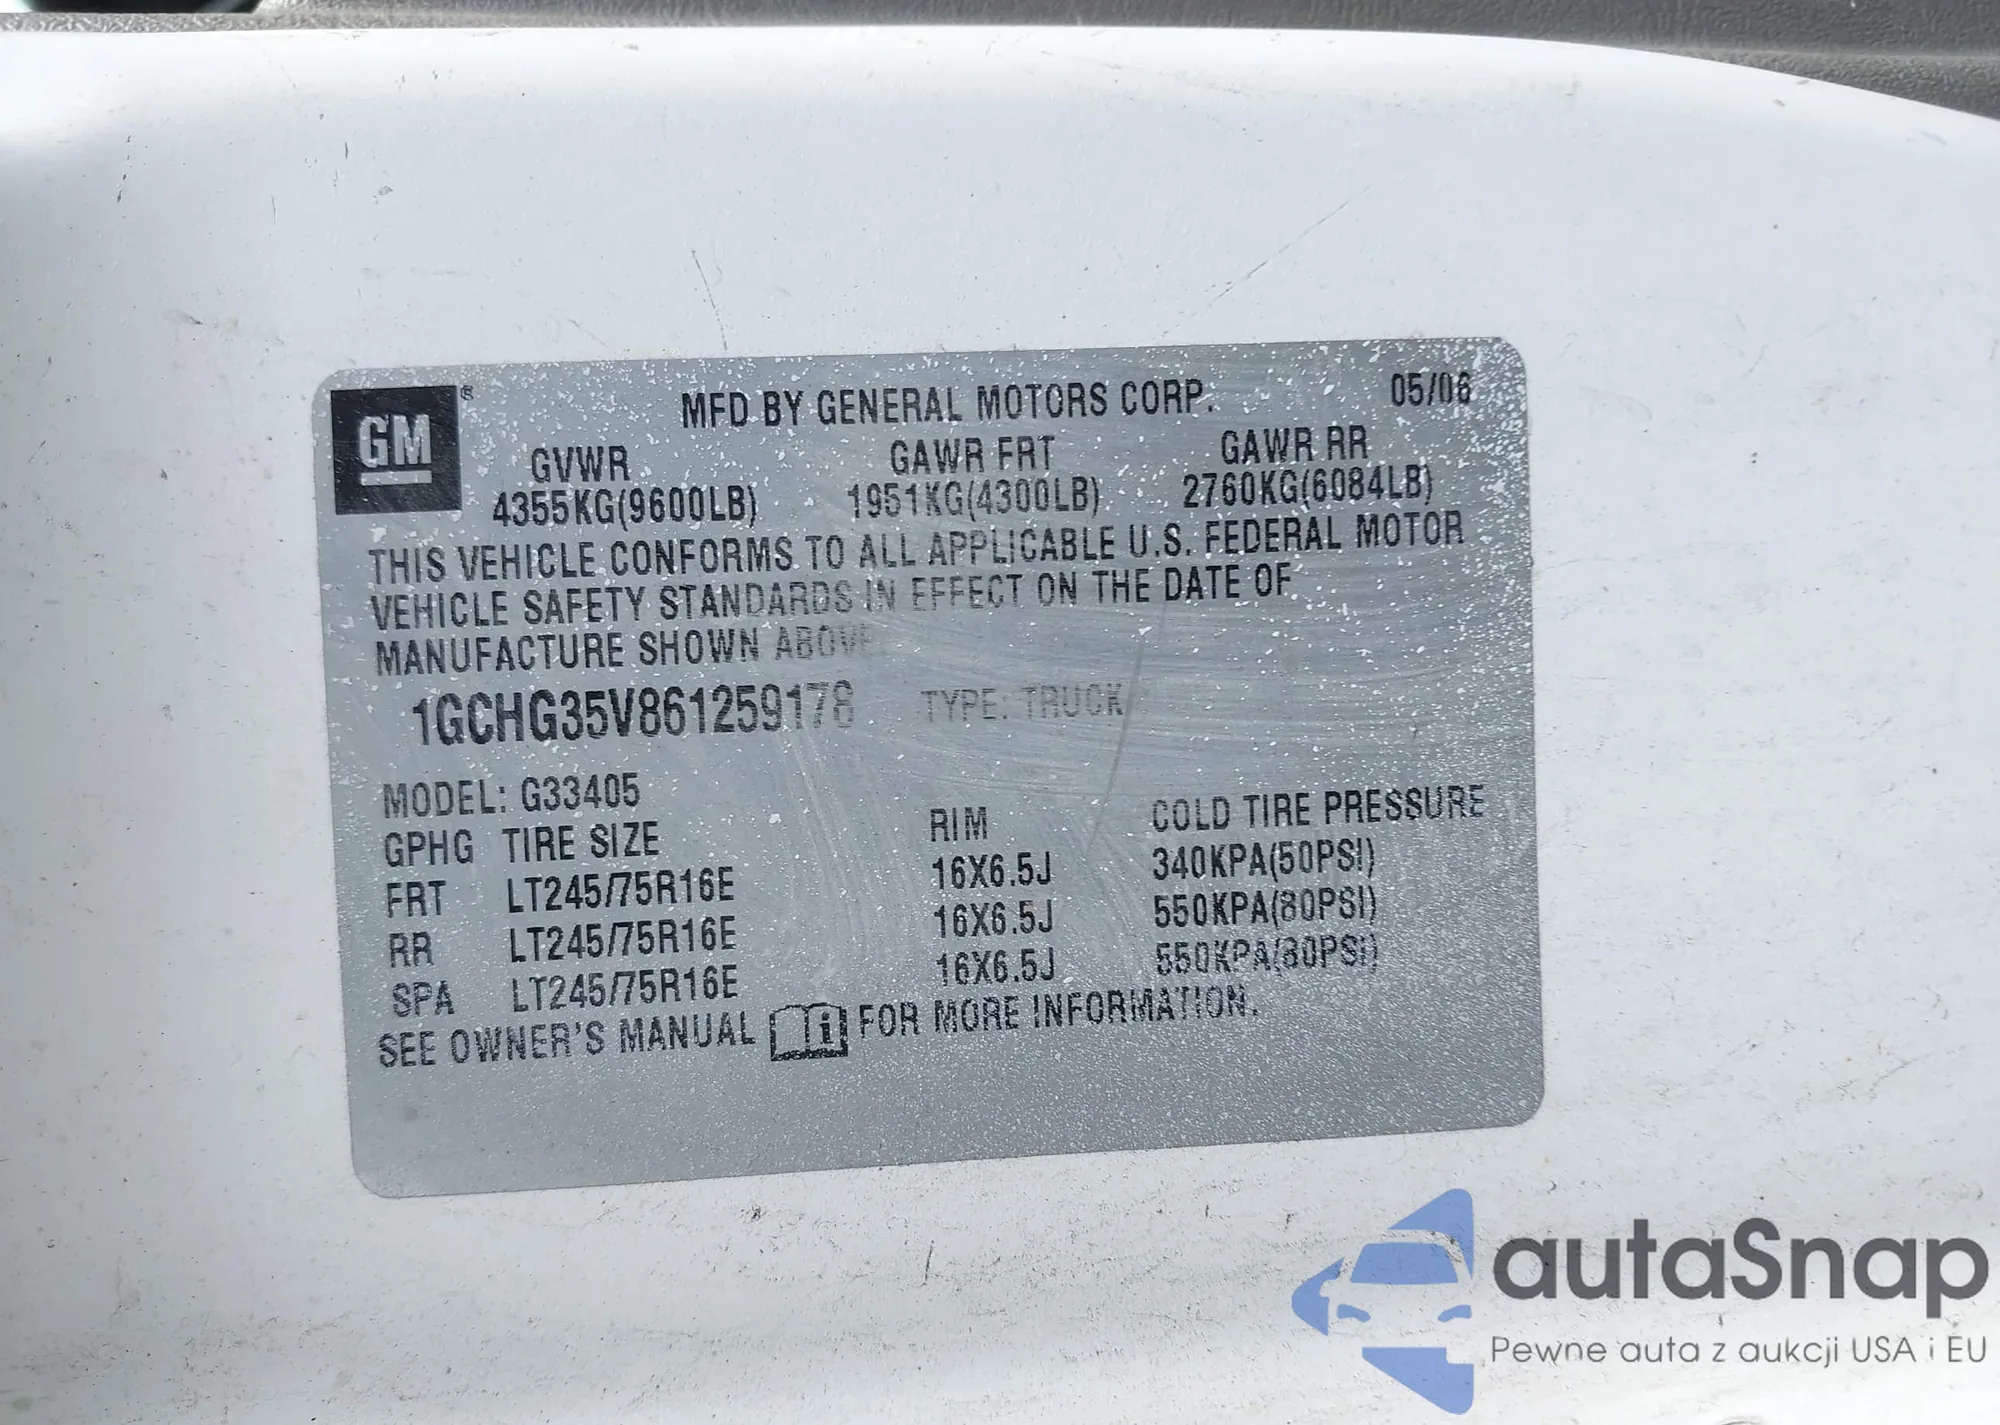 GM ®
MFD BY GENERAL MOTORS CORP. 05/06
GVWR GAWR FRT GAWR RR
4355KG(9600LB) 1951KG(4300LB) 2760KG(6084LB)
THIS VEHICLE CONFORMS TO ALL APPLICABLE U.S. FEDERAL MOTOR
VEHICLE SAFETY STANDARDS IN EFFECT ON THE DATE OF
MANUFACTURE SHOWN ABOVE.
1GCHG35V861259178 TYPE: TRUCK
MODEL: G33405
GPHG TIRE SIZE RIM COLD TIRE PRESSURE
FRT LT245/75R16E 16X6.5J 340KPA(50PSI)
RR LT245/75R16E 16X6.5J 550KPA(80PSI)
SPA LT245/75R16E 16X6.5J 550KPA(80PSI)
SEE OWNER'S MANUAL i FOR MORE INFORMATION.
autaSnap
Pewne auta z aukcji USA i EU